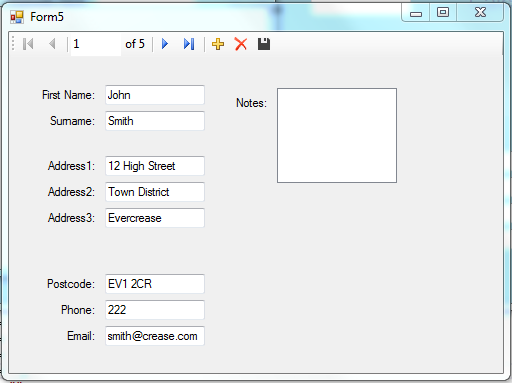 Form5
1 of 5
First Name: John
Surname: Smith
Notes:
Address1: 12 High Street
Address2: Town District
Address3: Evercrease
Postcode: EV1 2CR
Phone: 222
Email: smith@crease.com